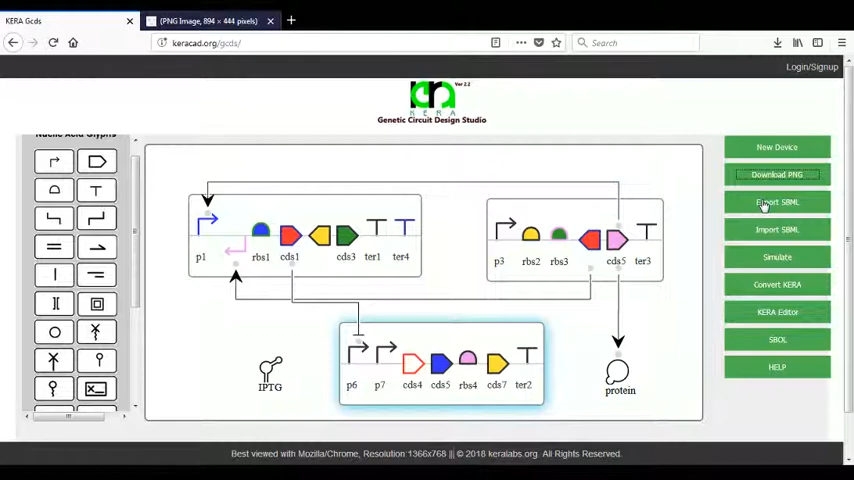 KERA Gcds
(PNG Image, 894 × 444 pixels)
keracad.org/gcds/
Search
Login/Signup
Ver 2.2
KERA
Genetic Circuit Design Studio
Nucleic Acid Glyphs
New Device
Download PNG
Export SBML
Import SBML
Simulate
Convert KERA
KERA Editor
SBOL
HELP
p1 rbs1 cds1 cds3 ter1 ter4
p3 rbs2 rbs3 cds5 ter3
p6 p7 cds4 cds5 rbs4 cds7 ter2
IPTG
protein
Best viewed with Mozilla/Chrome, Resolution:1366x768 ||| © 2018 keralabs.org. All Rights Reserved.